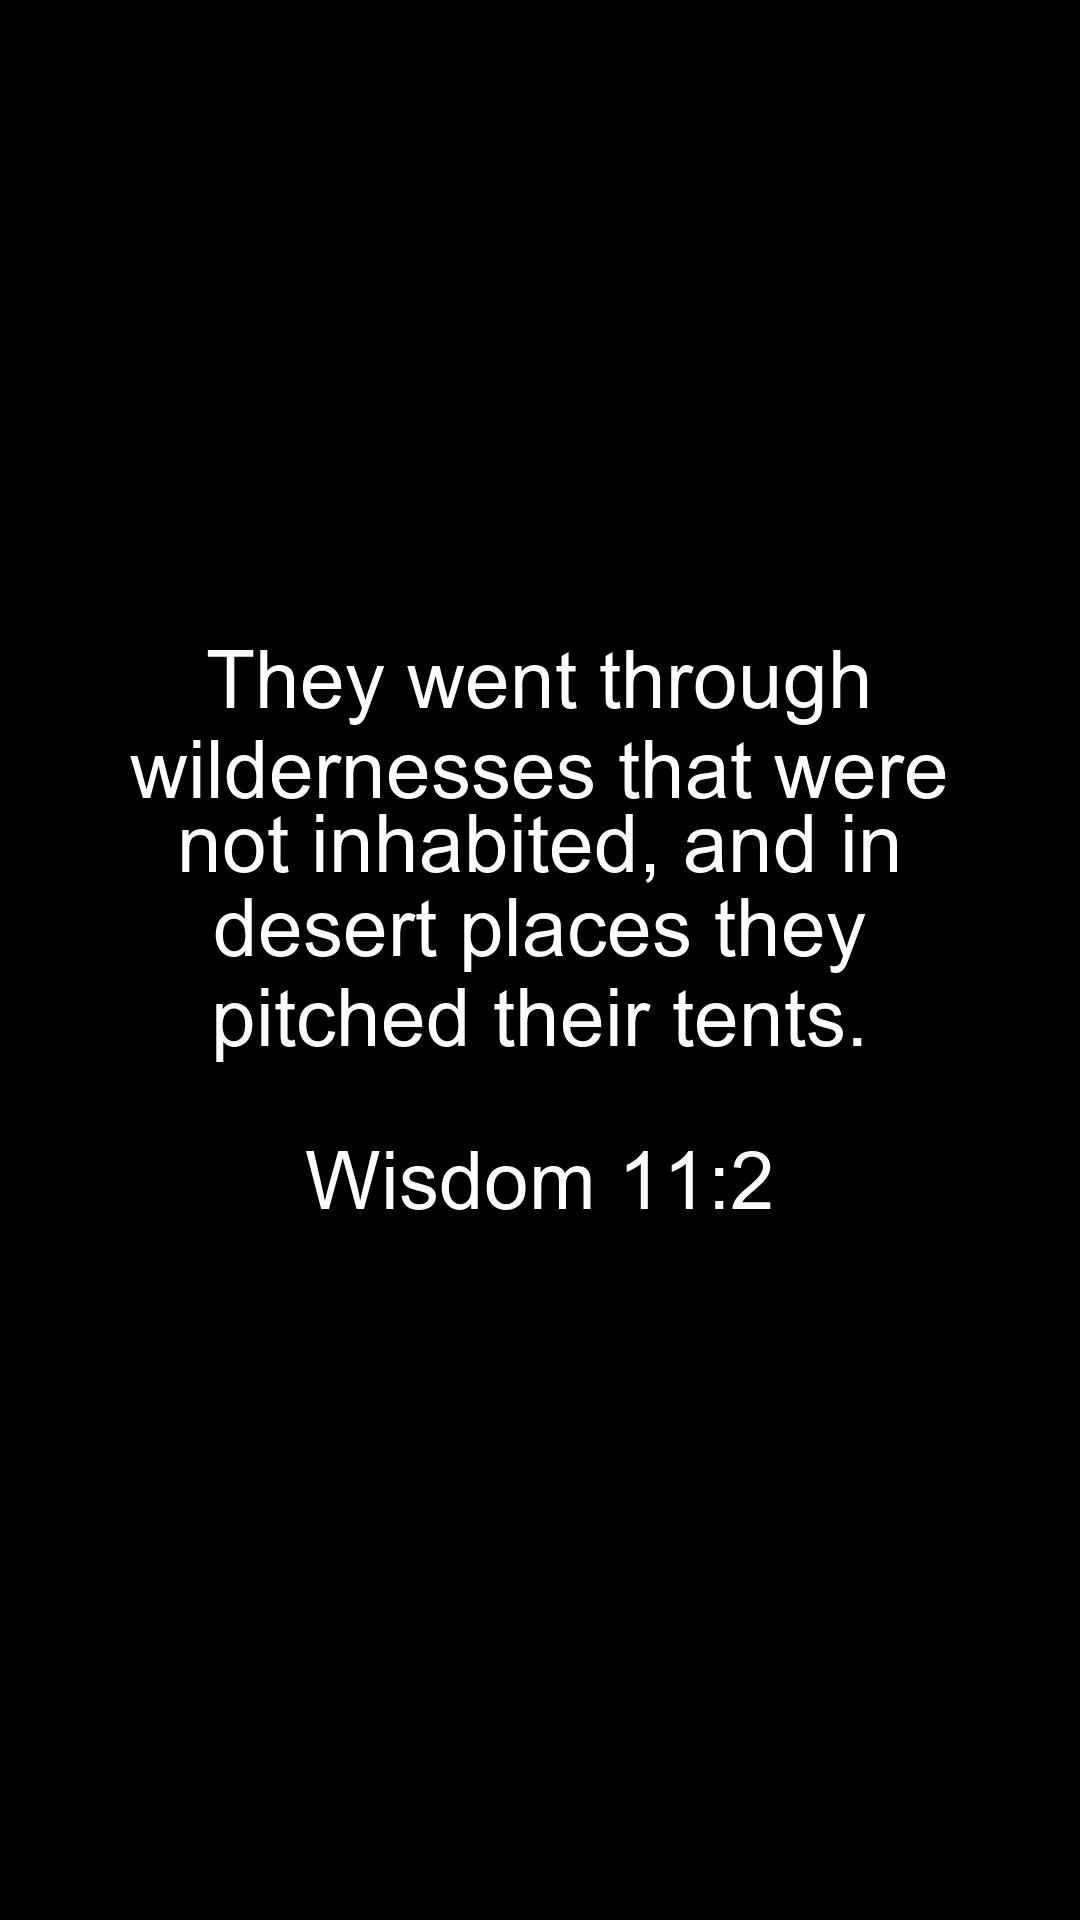 They went through
wildernesses that were
not inhabited, and in
desert places they
pitched their tents.
Wisdom 11:2